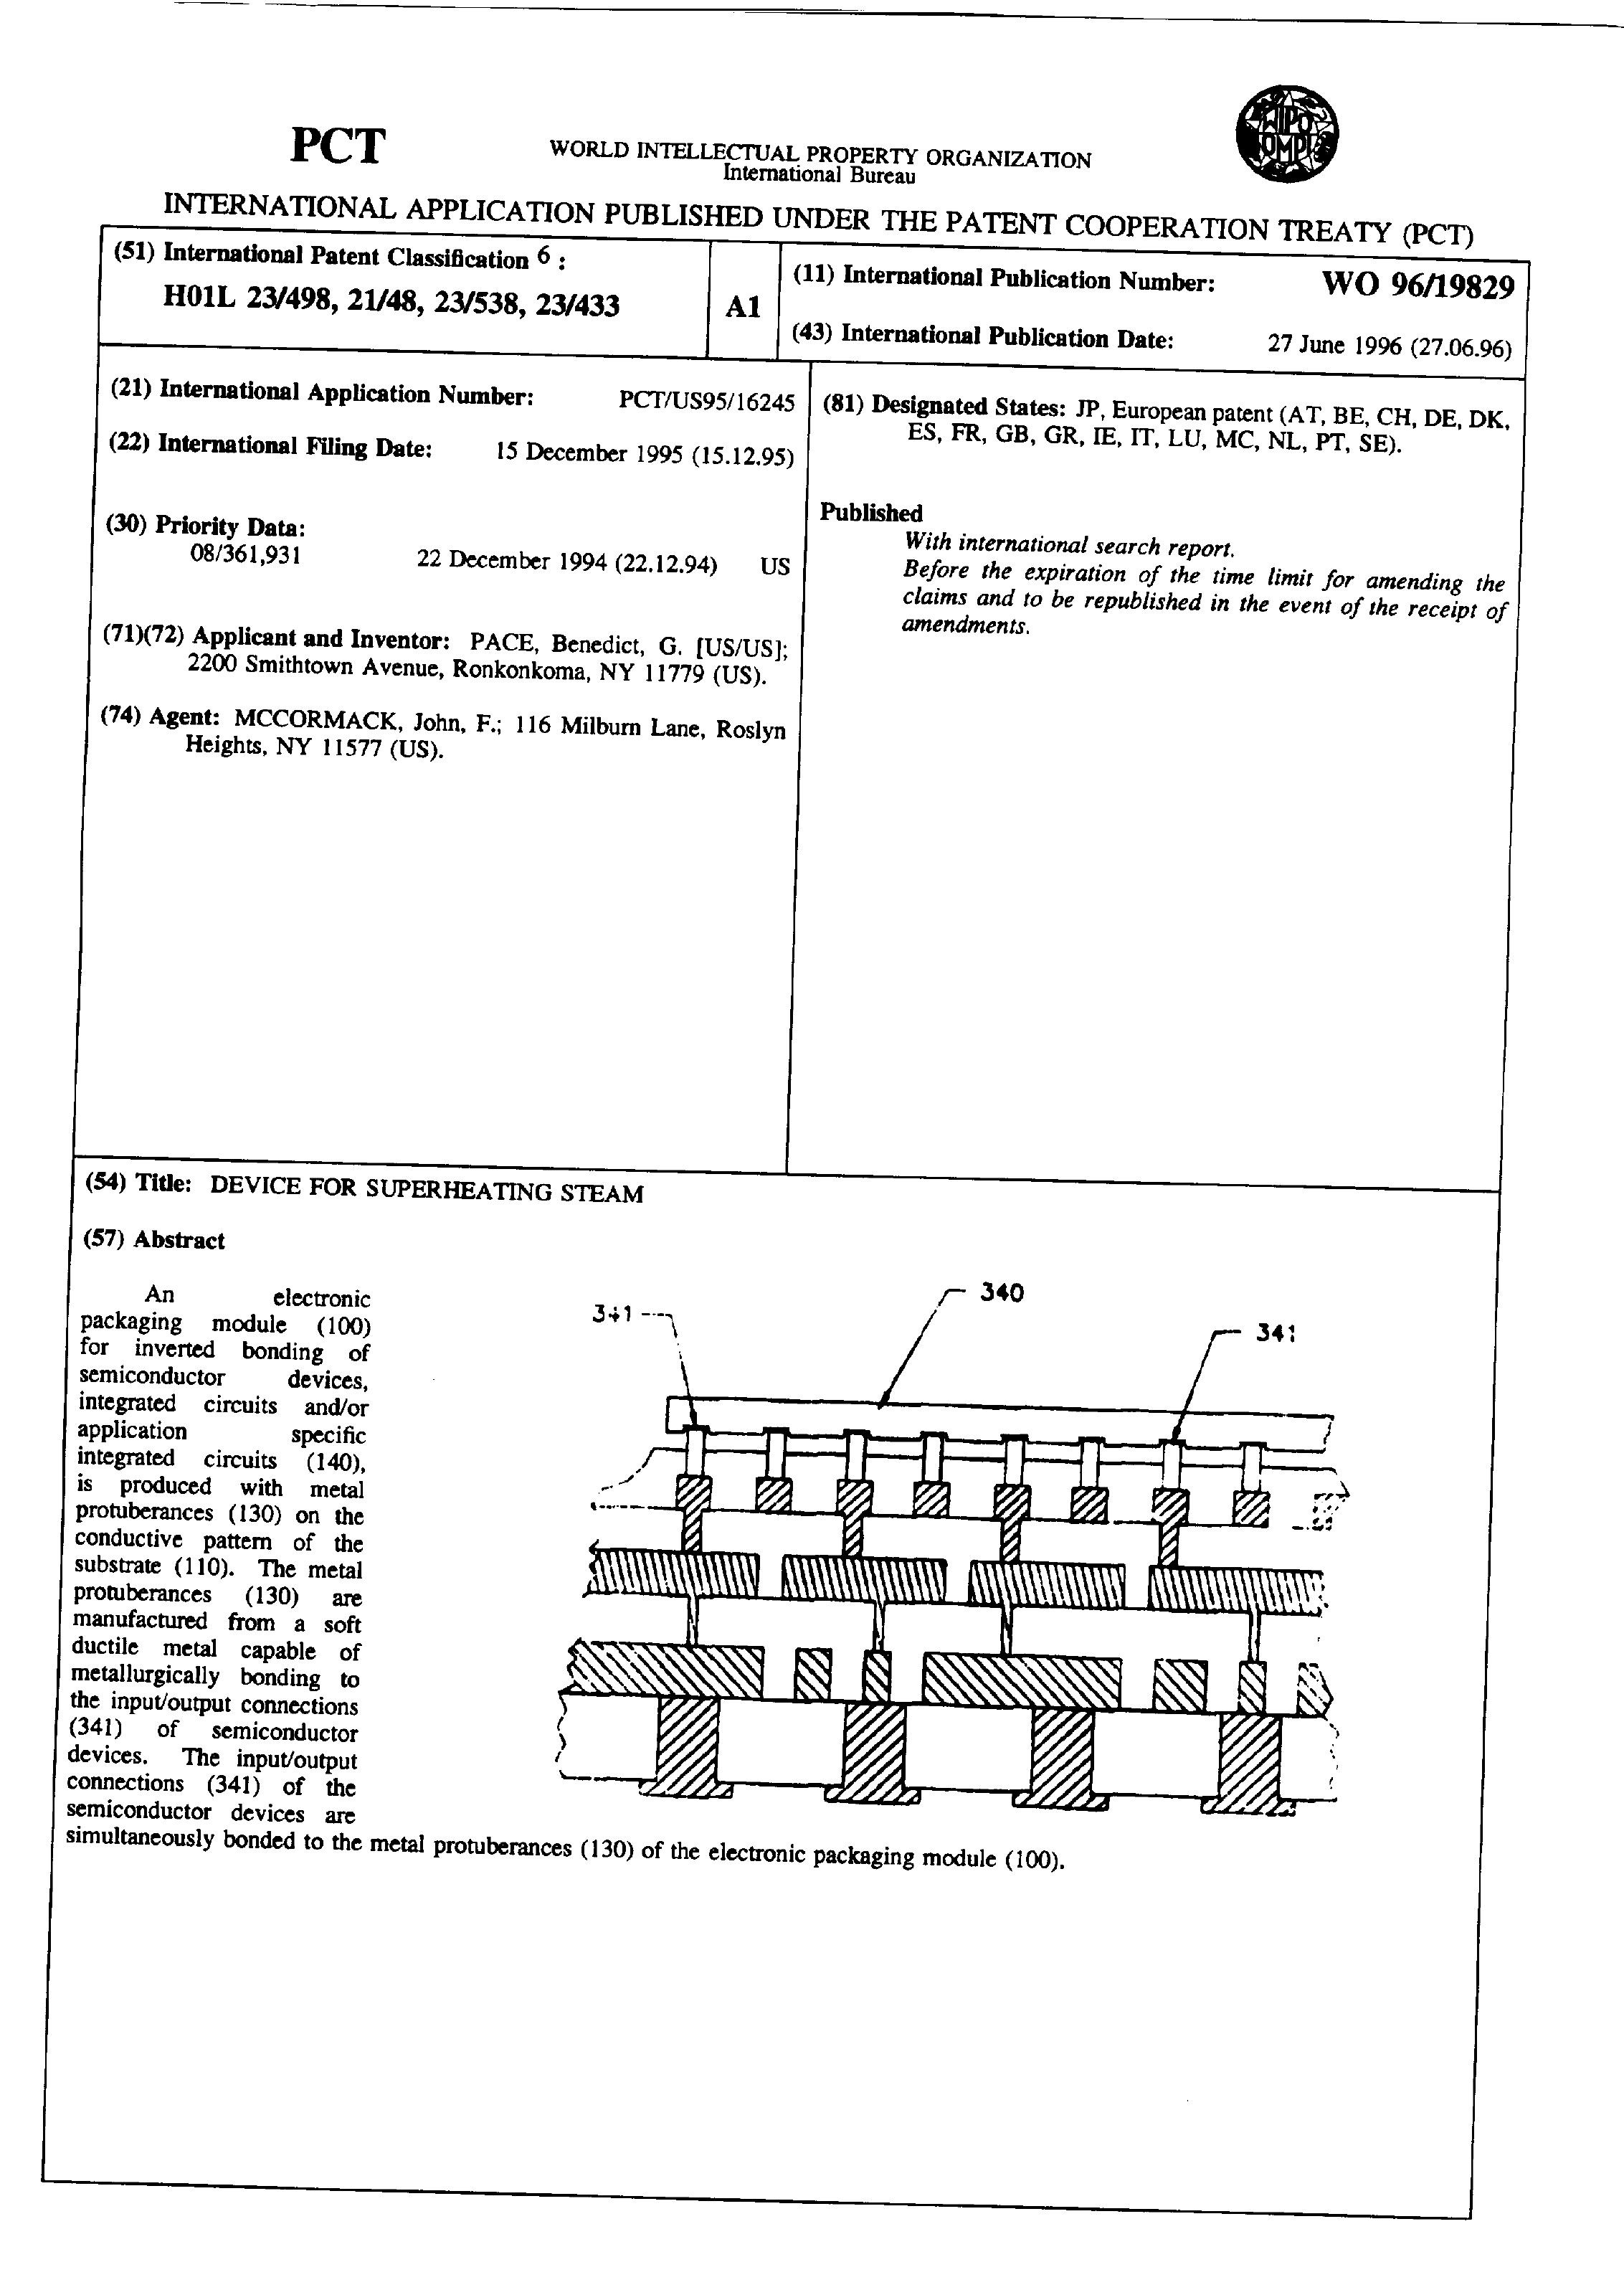 PCT
WORLD INTELLECTUAL PROPERTY ORGANIZATION
International Bureau
WIPO
OMPI
INTERNATIONAL APPLICATION PUBLISHED UNDER THE PATENT COOPERATION TREATY (PCT)
(51) International Patent Classification 6 :
H01L 23/498, 21/48, 23/538, 23/433
A1
(11) International Publication Number: WO 96/19829
(43) International Publication Date: 27 June 1996 (27.06.96)
(21) International Application Number: PCT/US95/16245
(22) International Filing Date: 15 December 1995 (15.12.95)
(30) Priority Data:
08/361,931 22 December 1994 (22.12.94) US
(71)(72) Applicant and Inventor: PACE, Benedict, G. [US/US];
2200 Smithtown Avenue, Ronkonkoma, NY 11779 (US).
(74) Agent: MCCORMACK, John, F.; 116 Milburn Lane, Roslyn
Heights, NY 11577 (US).
(81) Designated States: JP, European patent (AT, BE, CH, DE, DK,
ES, FR, GB, GR, IE, IT, LU, MC, NL, PT, SE).
Published
With international search report.
Before the expiration of the time limit for amending the
claims and to be republished in the event of the receipt of
amendments.
(54) Title: DEVICE FOR SUPERHEATING STEAM
(57) Abstract
An electronic
packaging module (100)
for inverted bonding of
semiconductor devices,
integrated circuits and/or
application specific
integrated circuits (140),
is produced with metal
protuberances (130) on the
conductive pattern of the
substrate (110). The metal
protuberances (130) are
manufactured from a soft
ductile metal capable of
metallurgically bonding to
the input/output connections
(341) of semiconductor
devices. The input/output
connections (341) of the
semiconductor devices are
simultaneously bonded to the metal protuberances (130) of the electronic packaging module (100).
341
340
341